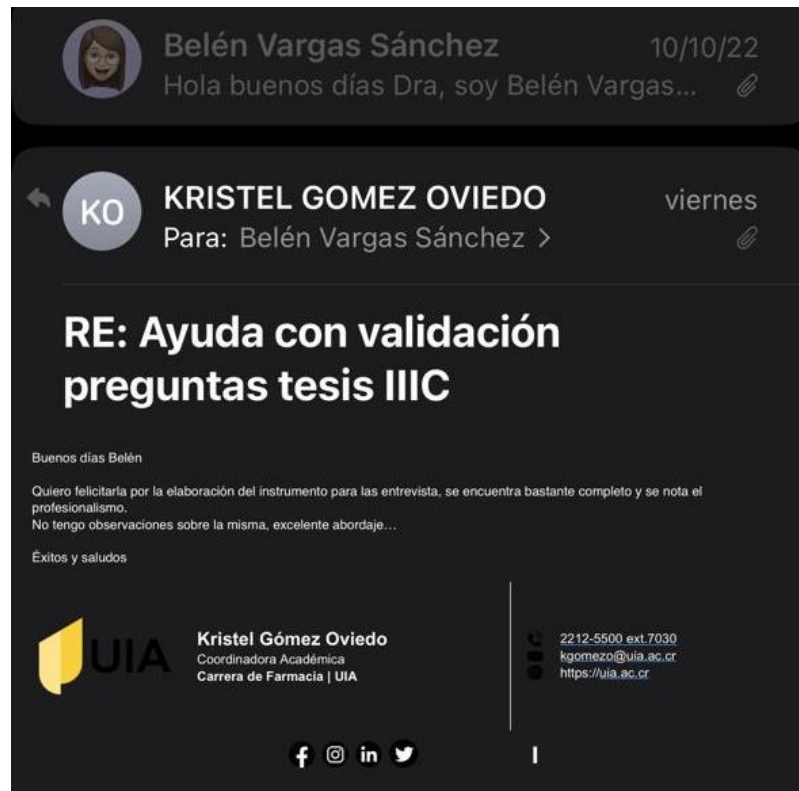 Belén Vargas Sánchez 10/10/22
Hola buenos días Dra, soy Belén Vargas...
KO
KRISTEL GOMEZ OVIEDO viernes
Para: Belén Vargas Sánchez >
RE: Ayuda con validación
preguntas tesis IIIC
Buenos días Belén
Quiero felicitarla por la elaboración del instrumento para las entrevista, se encuentra bastante completo y se nota el
profesionalismo.
No tengo observaciones sobre la misma, excelente abordaje…
Éxitos y saludos
UIA
Kristel Gómez Oviedo
Coordinadora Académica
Carrera de Farmacia | UIA
2212-5500 ext.7030
kgomezo@uia.ac.cr
https://uia.ac.cr